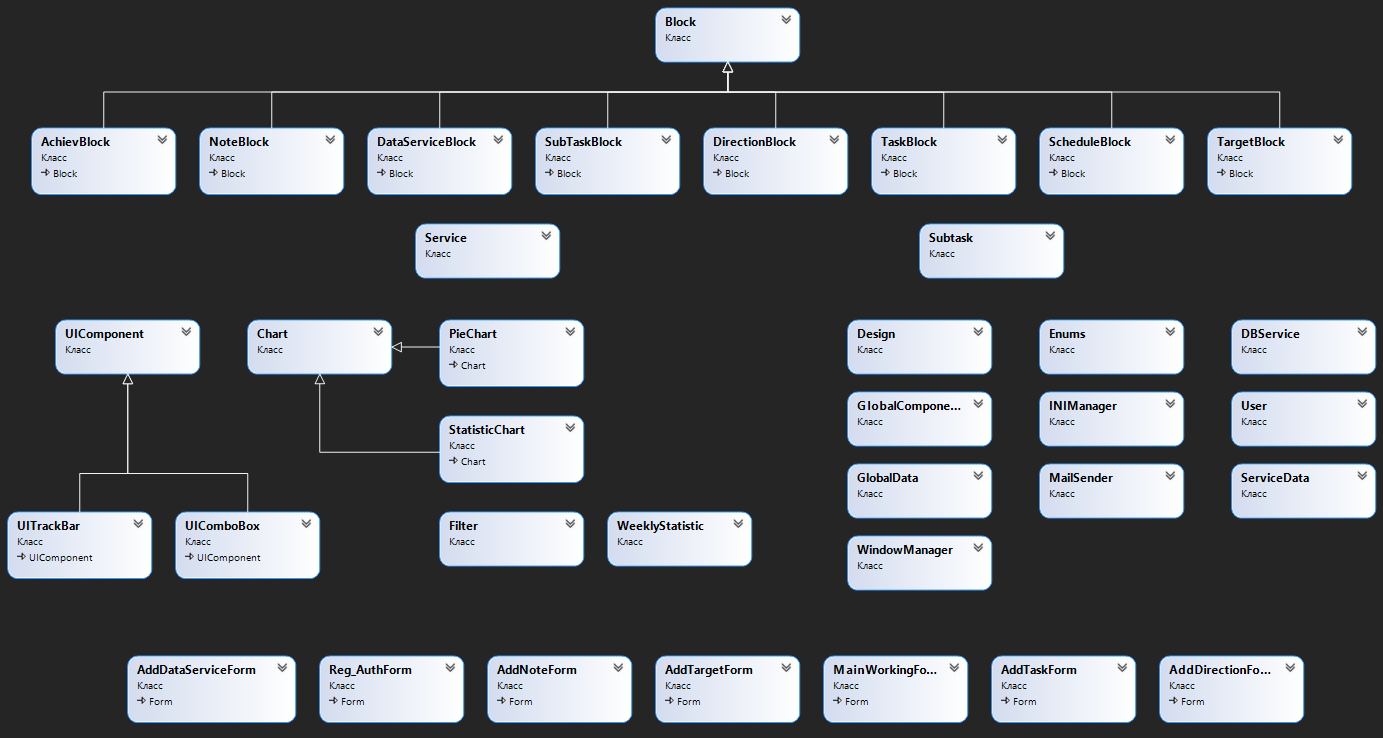 Block
Класс
AchievBlock
Класс
Block
NoteBlock
Класс
Block
DataServiceBlock
Класс
Block
SubTaskBlock
Класс
Block
DirectionBlock
Класс
Block
TaskBlock
Класс
Block
ScheduleBlock
Класс
Block
TargetBlock
Класс
Block
Service
Класс
Subtask
Класс
UIComponent
Класс
Chart
Класс
PieChart
Класс
Chart
StatisticChart
Класс
Chart
UITrackBar
Класс
UIComponent
UIComboBox
Класс
UIComponent
Filter
Класс
WeeklyStatistic
Класс
Design
Класс
GlobalCompone...
Класс
GlobalData
Класс
WindowManager
Класс
Enums
Класс
INIManager
Класс
MailSender
Класс
DBService
Класс
User
Класс
ServiceData
Класс
AddDataServiceForm
Класс
Form
Reg_AuthForm
Класс
Form
AddNoteForm
Класс
Form
AddTargetForm
Класс
Form
MainWorkingFo...
Класс
Form
AddTaskForm
Класс
Form
AddDirectionFo...
Класс
Form